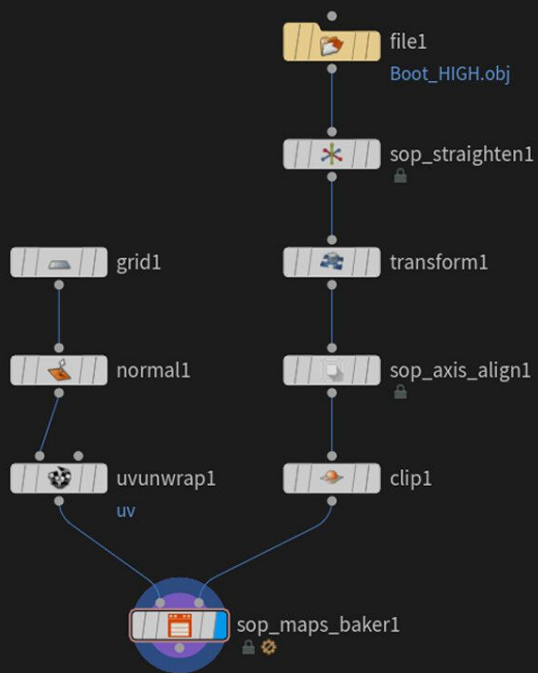 file1
Boot_HIGH.obj
sop_straighten1
grid1
transform1
normal1
sop_axis_align1
uvunwrap1
uv
clip1
sop_maps_baker1